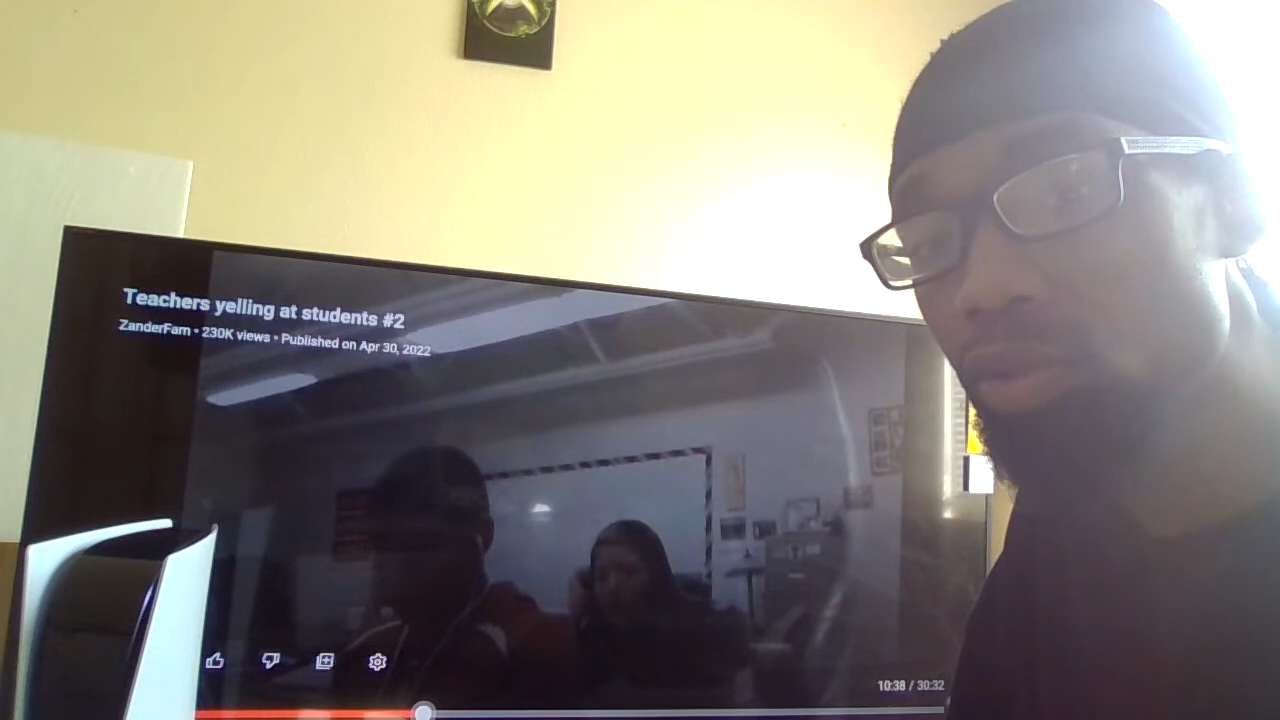 Teachers yelling at students #2
ZanderFam • 230K views • Published on Apr 30, 2022
10:38 / 30:32